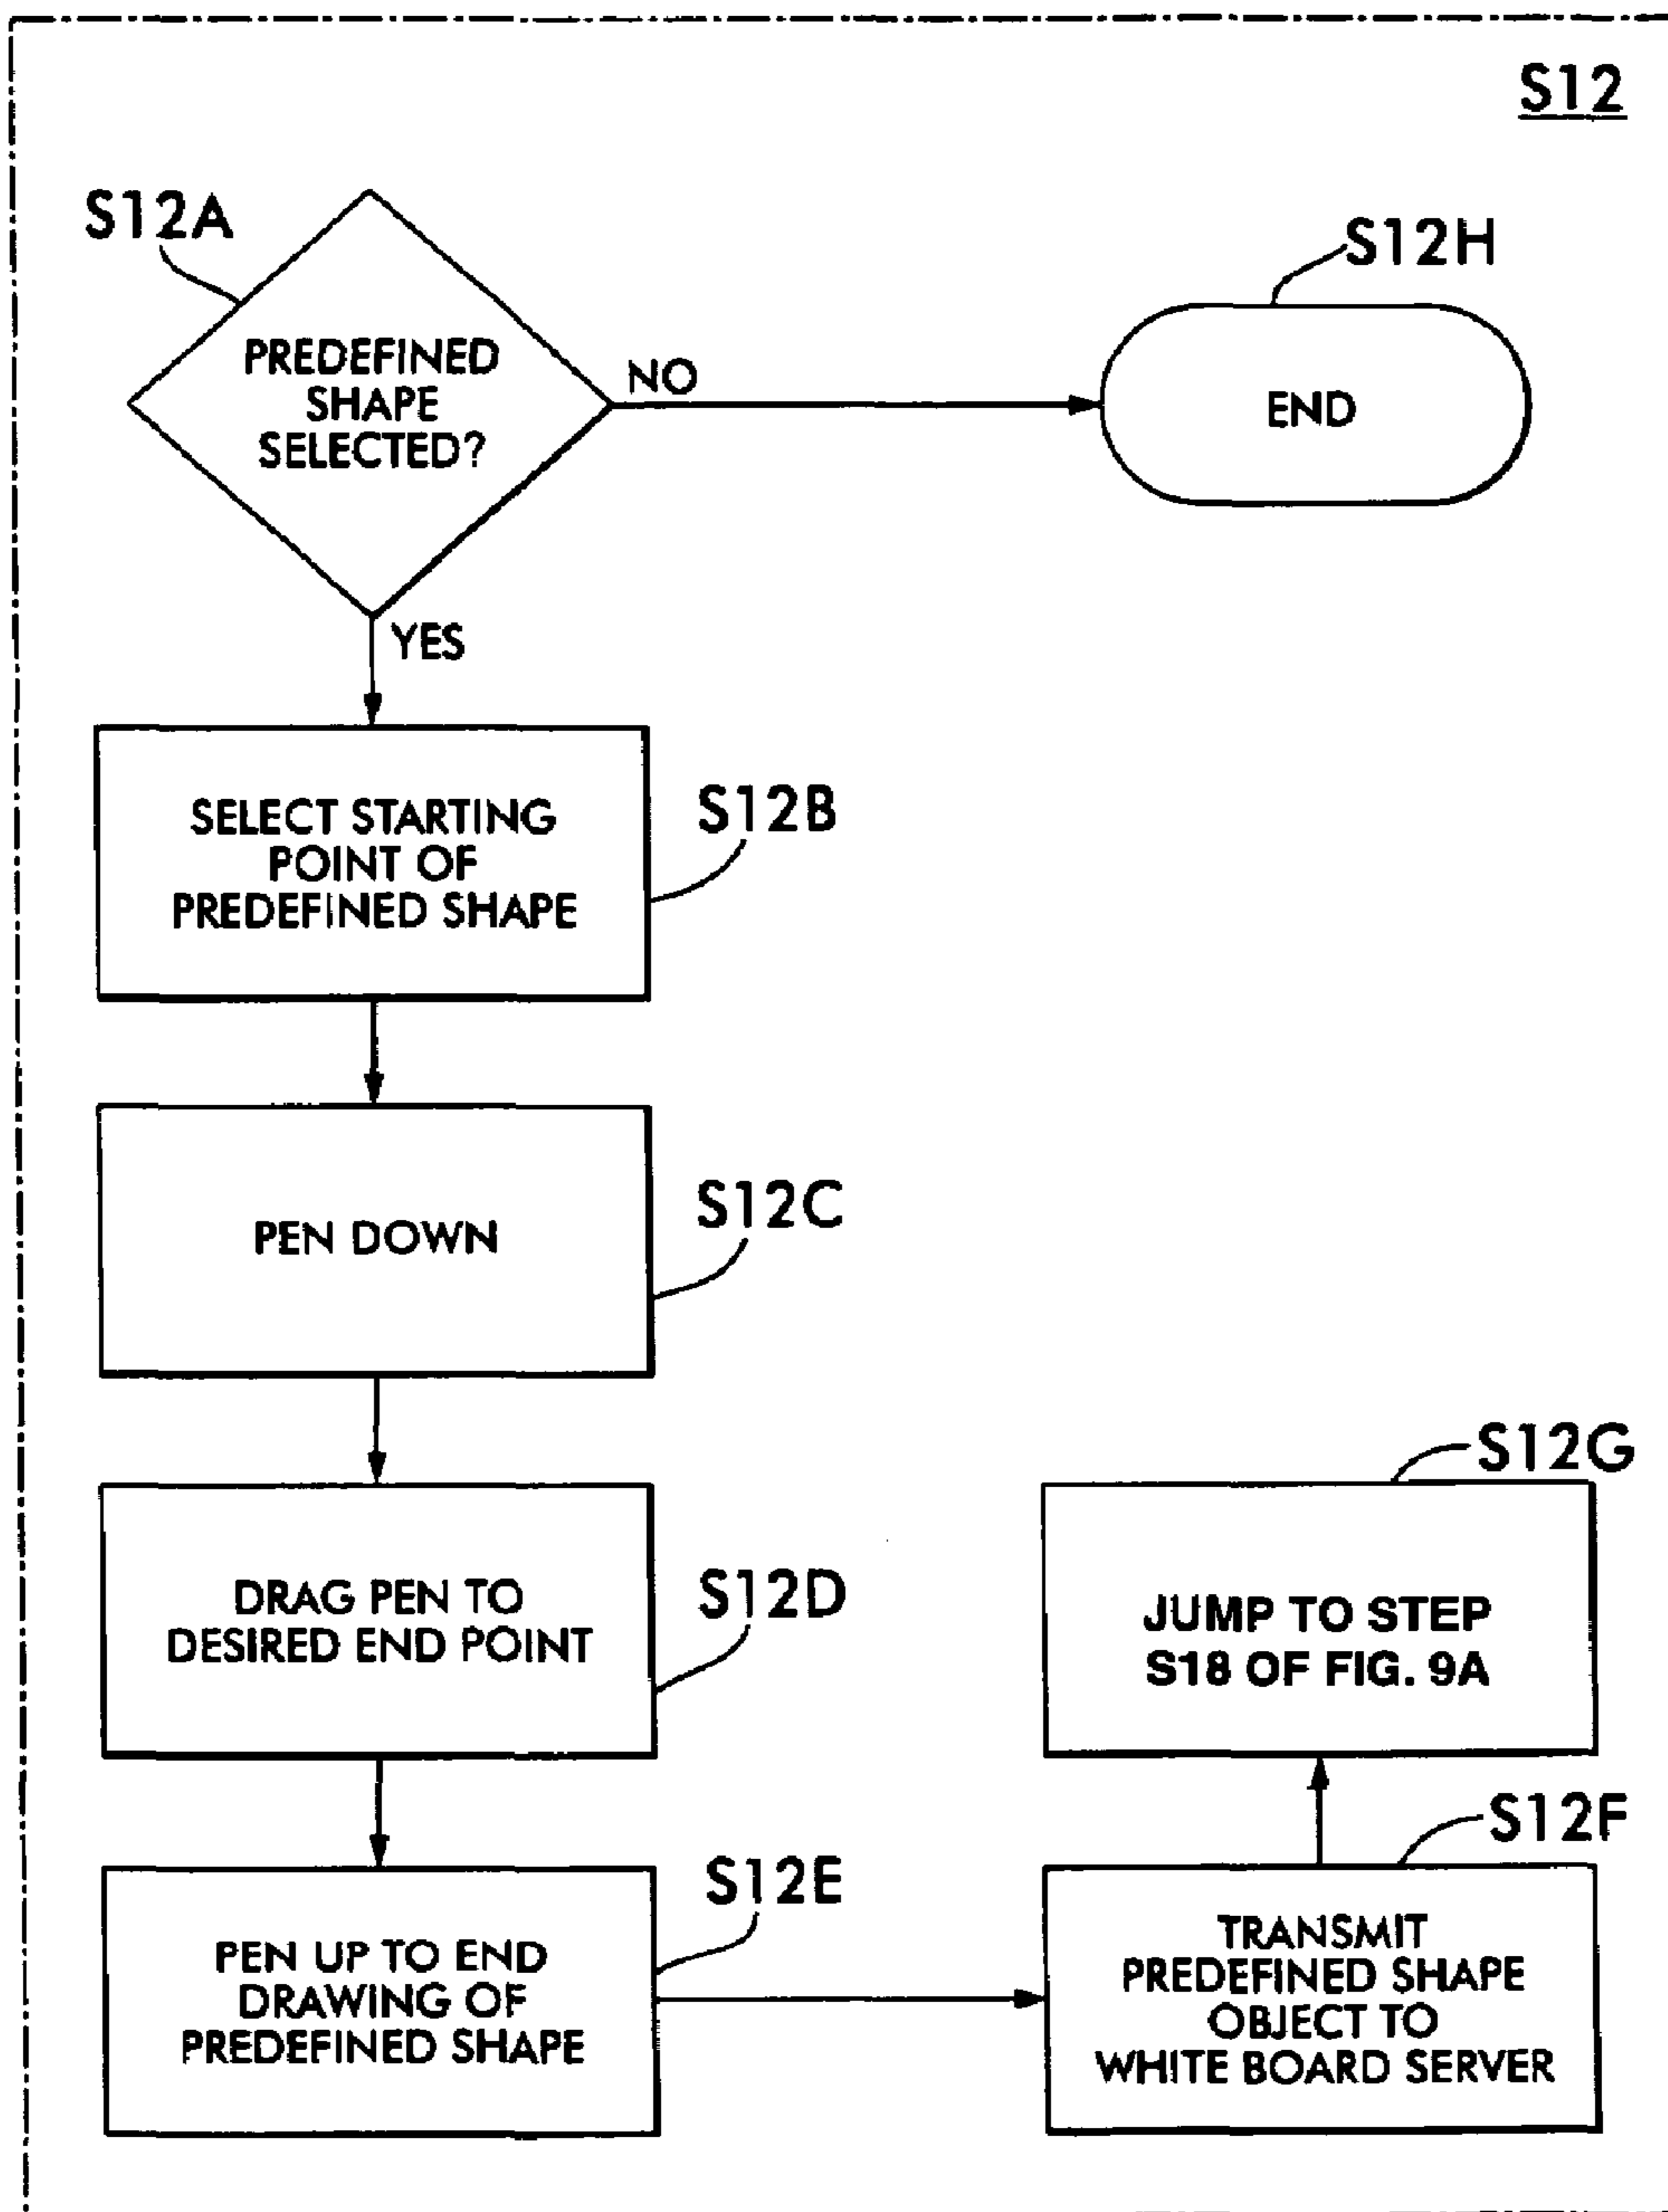 S12
S12A
PREDEFINED
SHAPE
SELECTED?
NO
S12H
END
YES
SELECT STARTING
POINT OF
PREDEFINED SHAPE
S12B
PEN DOWN
S12C
DRAG PEN TO
DESIRED END POINT
S12D
PEN UP TO END
DRAWING OF
PREDEFINED SHAPE
S12E
TRANSMIT
PREDEFINED SHAPE
OBJECT TO
WHITE BOARD SERVER
S12F
JUMP TO STEP
S18 OF FIG. 9A
S12G